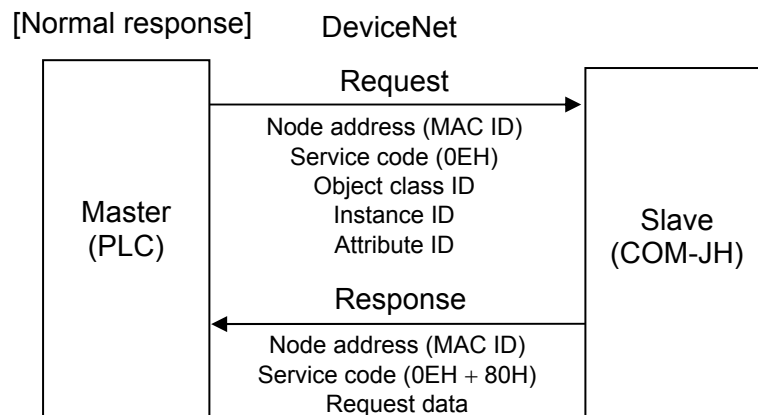 [Normal response]
DeviceNet
Request
Node address (MAC ID)
Service code (0EH)
Object class ID
Instance ID
Attribute ID
Master
(PLC)
Slave
(COM-JH)
Response
Node address (MAC ID)
Service code (0EH + 80H)
Request data